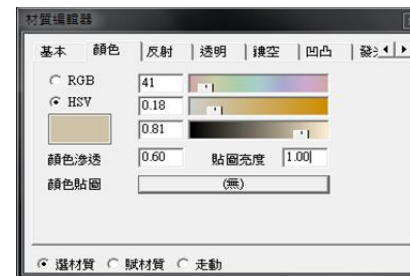 材質編輯器
基本 顏色 反射 透明 鏤空 凹凸
RGB 41
HSV 0.18
0.81
顏色滲透 0.60 貼圖亮度 1.00
顏色貼圖 (無)
選材質 賦材質 走動